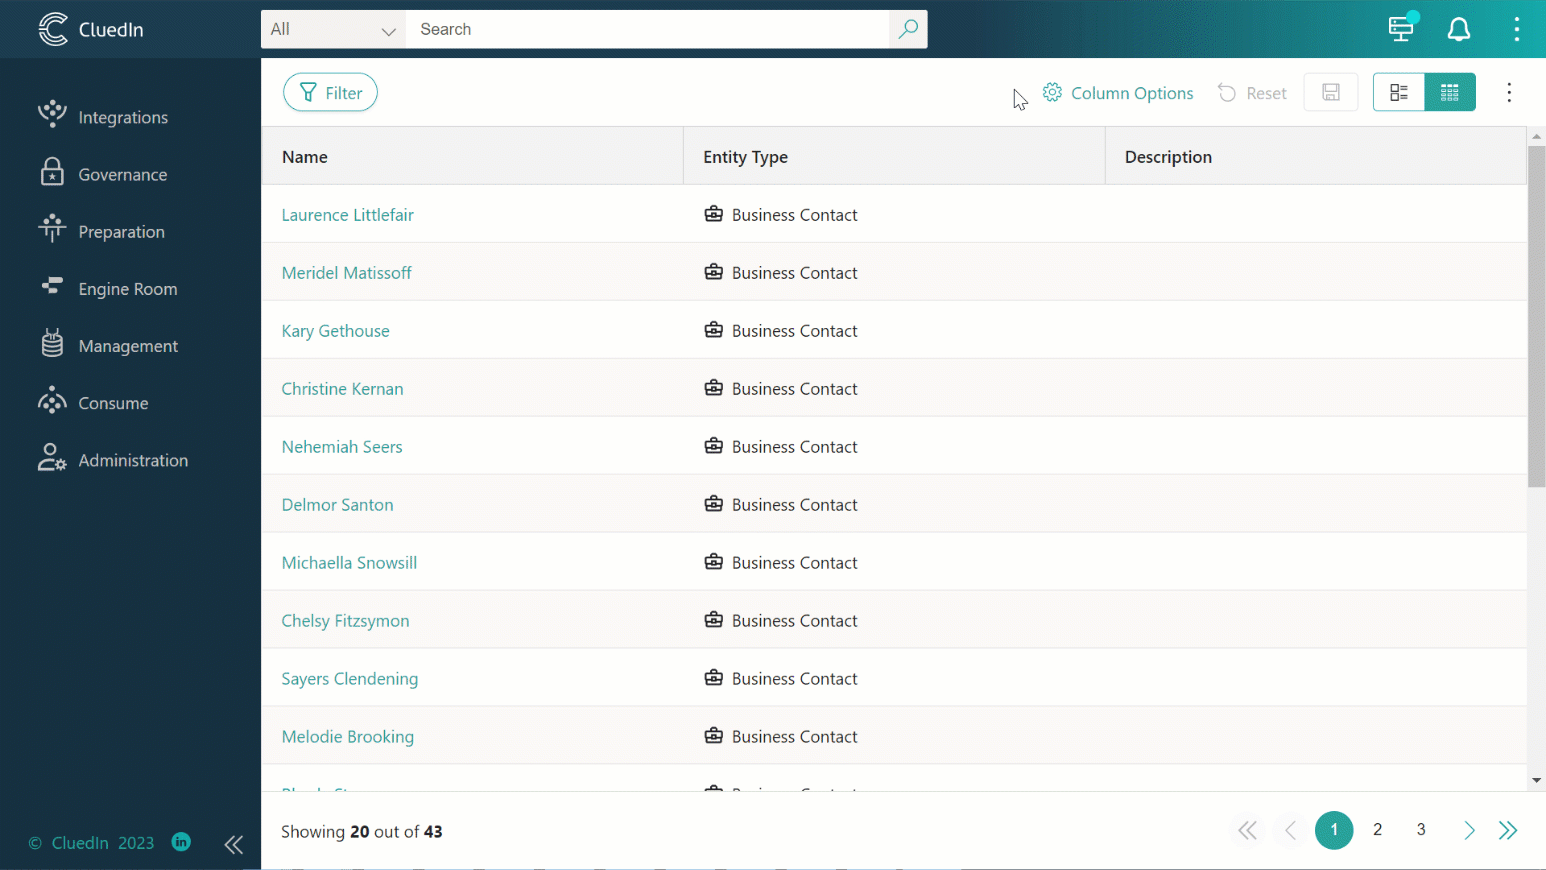 CluedIn
All
Search
Integrations
Governance
Preparation
Engine Room
Management
Consume
Administration
© CluedIn 2023 in
Filter
Column Options
Reset
Name Entity Type Description
Laurence Littlefair Business Contact
Meridel Matissoff Business Contact
Kary Gethouse Business Contact
Christine Kernan Business Contact
Nehemiah Seers Business Contact
Delmor Santon Business Contact
Michaella Snowsill Business Contact
Chelsy Fitzsymon Business Contact
Sayers Clendening Business Contact
Melodie Brooking Business Contact
Showing 20 out of 43
1 2 3